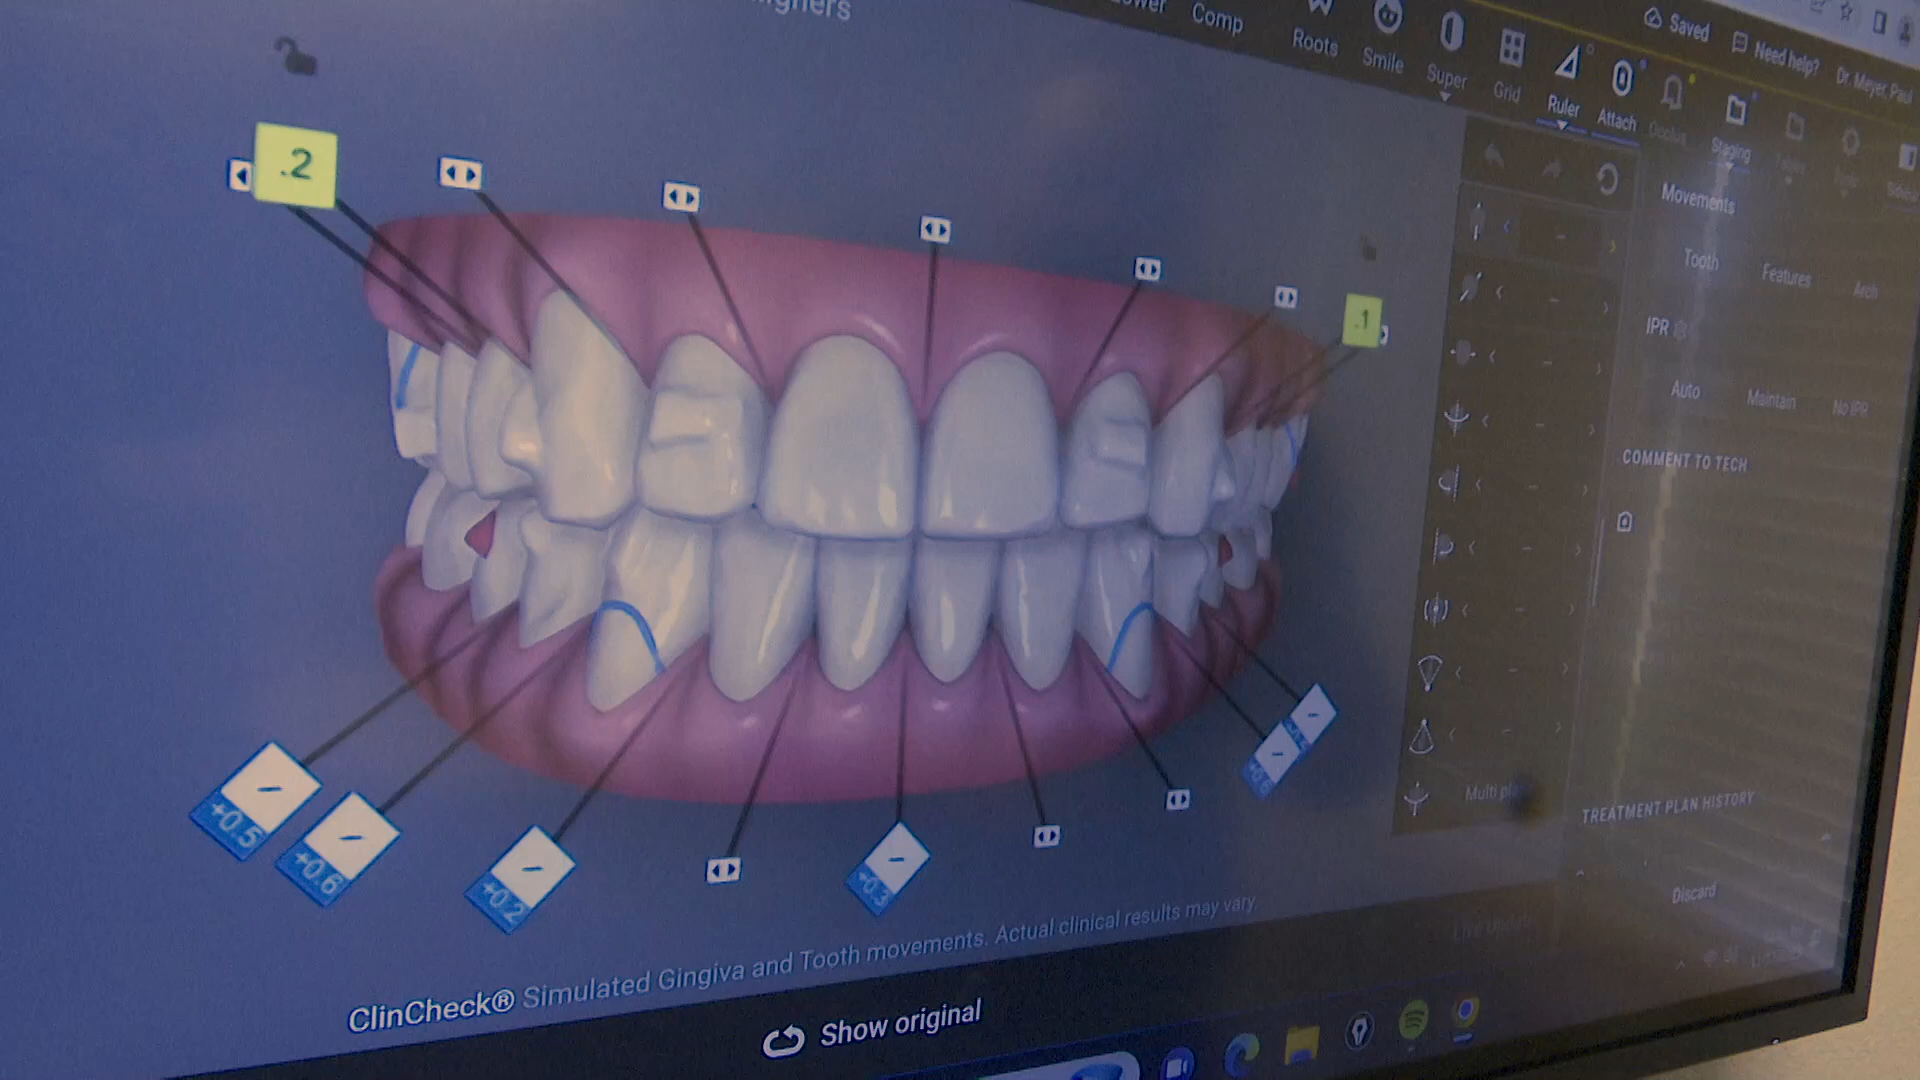 Comp
Roots
Smile
Super
Grid
Ruler
Attach
Staging
Saved
Need help?
Dr. Meyer, Paul
.2
.1
Movements
Tooth
Features
Arch
IPR
Auto
Maintain
No IPR
COMMENT TO TECH
+0.5
+0.6
+0.2
+0.3
TREATMENT PLAN HISTORY
Discard
ClinCheck® Simulated Gingiva and Tooth movements. Actual clinical results may vary.
Show original